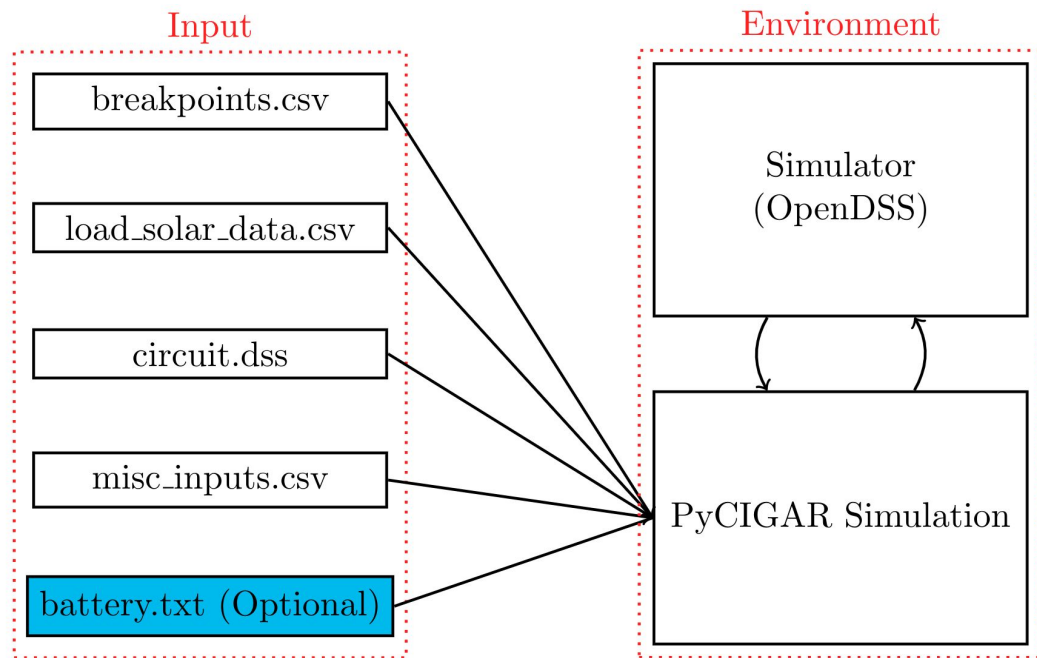 Input
breakpoints.csv
load_solar_data.csv
circuit.dss
misc_inputs.csv
battery.txt (Optional)
Environment
Simulator
(OpenDSS)
PyCIGAR Simulation